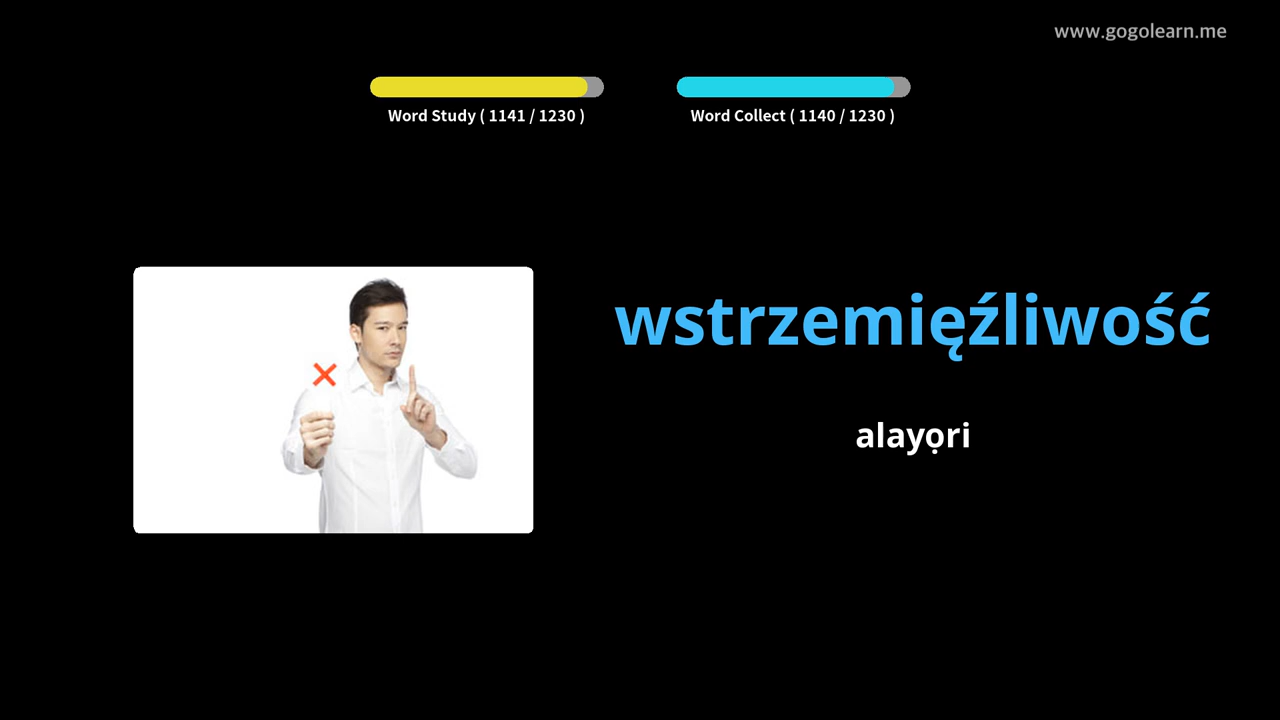 www.gogolearn.me
Word Study ( 1141 / 1230 )
Word Collect ( 1140 / 1230 )
wstrzemięźliwość
alayọri